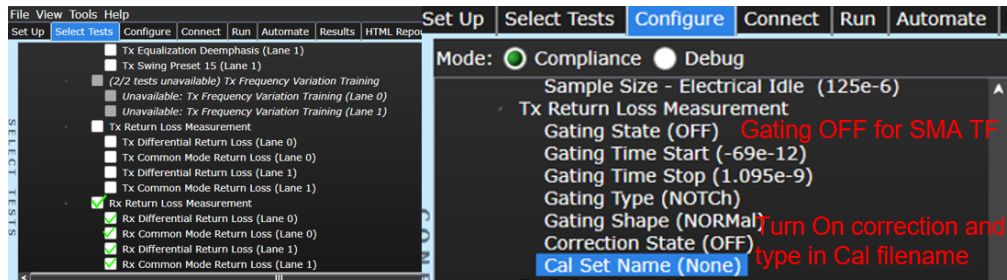 File View Tools Help
Set Up Select Tests Configure Connect Run Automate Results HTML Repo
Tx Equalization Deemphasis (Lane 1)
Tx Swing Preset 15 (Lane 1)
(2/2 tests unavailable) Tx Frequency Variation Training
Unavailable: Tx Frequency Variation Training (Lane 0)
Unavailable: Tx Frequency Variation Training (Lane 1)
Tx Return Loss Measurement
Tx Differential Return Loss (Lane 0)
Tx Common Mode Return Loss (Lane 0)
Tx Differential Return Loss (Lane 1)
Tx Common Mode Return Loss (Lane 1)
Rx Return Loss Measurement
Rx Differential Return Loss (Lane 0)
Rx Common Mode Return Loss (Lane 0)
Rx Differential Return Loss (Lane 1)
Rx Common Mode Return Loss (Lane 1)
SELECT TESTS
Set Up Select Tests Configure Connect Run Automate
Mode: Compliance Debug
Sample Size - Electrical Idle (125e-6)
Tx Return Loss Measurement
Gating State (OFF) Gating OFF for SMA TF
Gating Time Start (-69e-12)
Gating Time Stop (1.095e-9)
Gating Type (NOTCh)
Gating Shape (NORMal)
Correction State (OFF)
Cal Set Name (None)
Turn On correction and
type in Cal filename